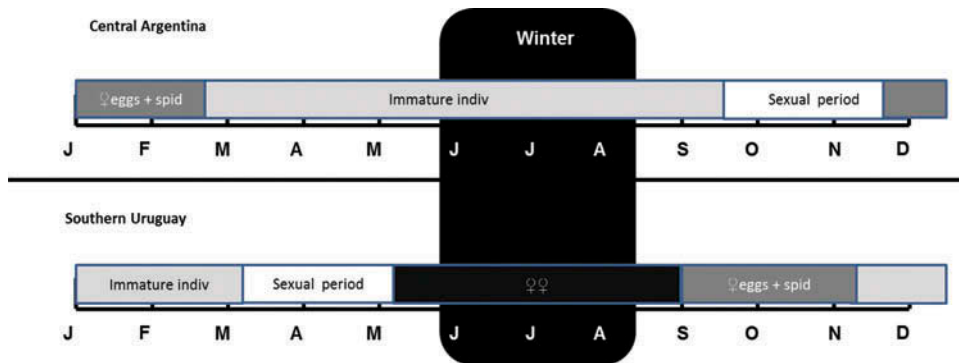 Central Argentina
Winter
♀eggs + spid Immature indiv Sexual period
J F M A M J J A S O N D
Southern Uruguay
Immature indiv Sexual period ♀♀ ♀eggs + spid
J F M A M J J A S O N D